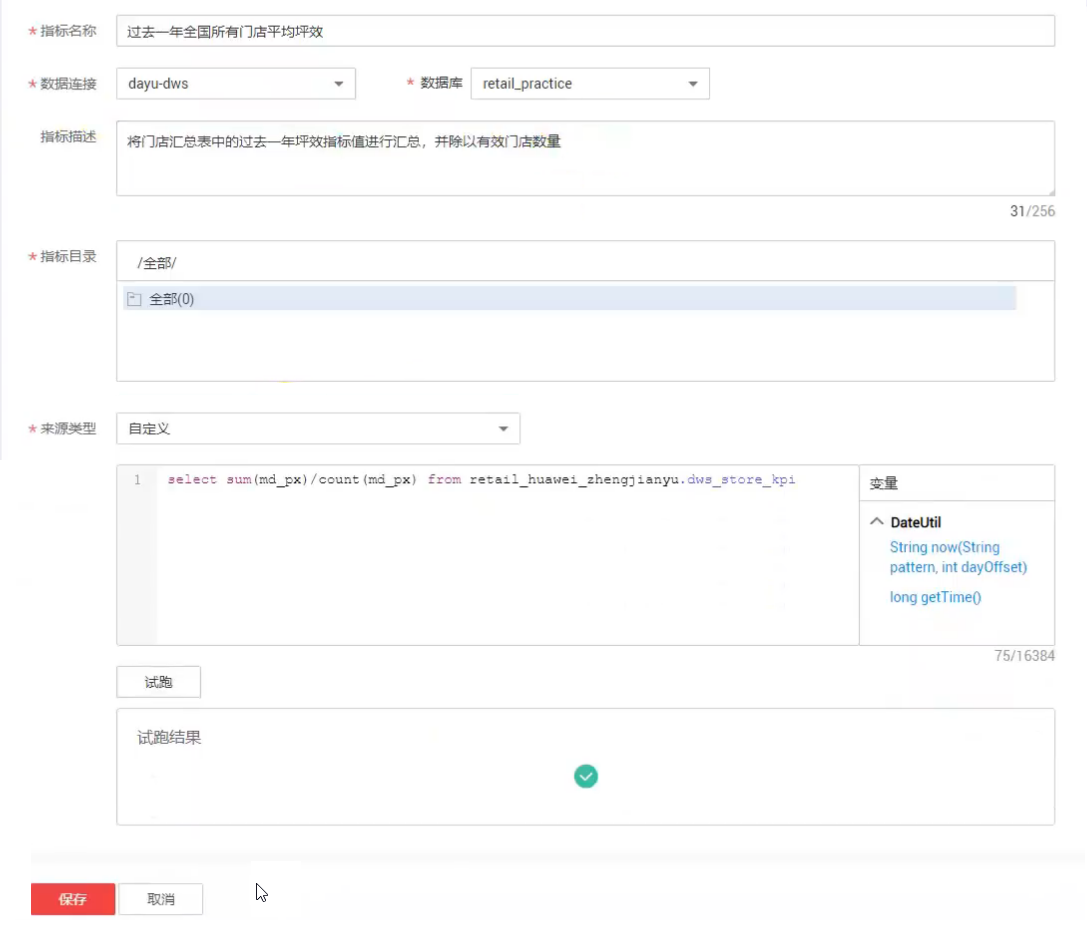 * 指标名称 过去一年全国所有门店平均坪效
* 数据连接 dayu-dws * 数据库 retail_practice
指标描述 将门店汇总表中的过去一年坪效指标值进行汇总，并除以有效门店数量
31/256
* 指标目录 /全部/
全部(0)
* 来源类型 自定义
1 select sum(md_px)/count(md_px) from retail_huawei_zhengjianyu.dws_store_kpi
变量
DateUtil
String now(String
pattern, int dayOffset)
long getTime()
75/16384
试跑
试跑结果
保存 取消